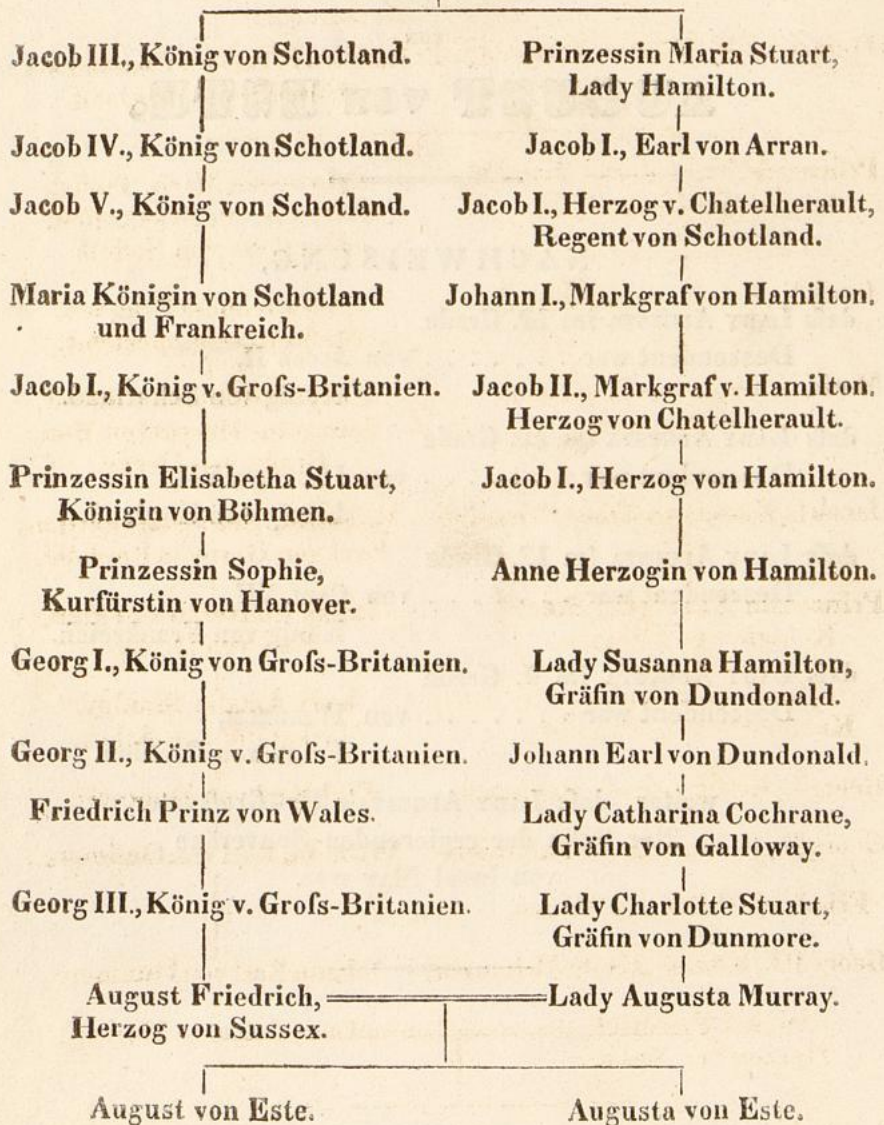 Jacob III., König von Schotland.
Jacob IV., König von Schotland.
Jacob V., König von Schotland.
Maria Königin von Schotland
und Frankreich.
Jacob I., König v. Groſs-Britanien.
Prinzessin Elisabetha Stuart,
Königin von Böhmen.
Prinzessin Sophie,
Kurfürstin von Hanover.
Georg I., König von Groſs-Britanien.
Georg II., König v. Groſs-Britanien.
Friedrich Prinz von Wales.
Georg III., König v. Groſs-Britanien.
August Friedrich,
Herzog von Sussex.
Prinzessin Maria Stuart,
Lady Hamilton.
Jacob I., Earl von Arran.
Jacob I., Herzog v. Chatelherault,
Regent von Schotland.
Johann I., Markgraf von Hamilton.
Jacob II., Markgraf v. Hamilton.
Herzog von Chatelherault.
Jacob I., Herzog von Hamilton.
Anne Herzogin von Hamilton.
Lady Susanna Hamilton,
Gräfin von Dundonald.
Johann Earl von Dundonald.
Lady Catharina Cochrane,
Gräfin von Galloway.
Lady Charlotte Stuart,
Gräfin von Dunmore.
Lady Augusta Murray.
August von Este.
Augusta von Este.